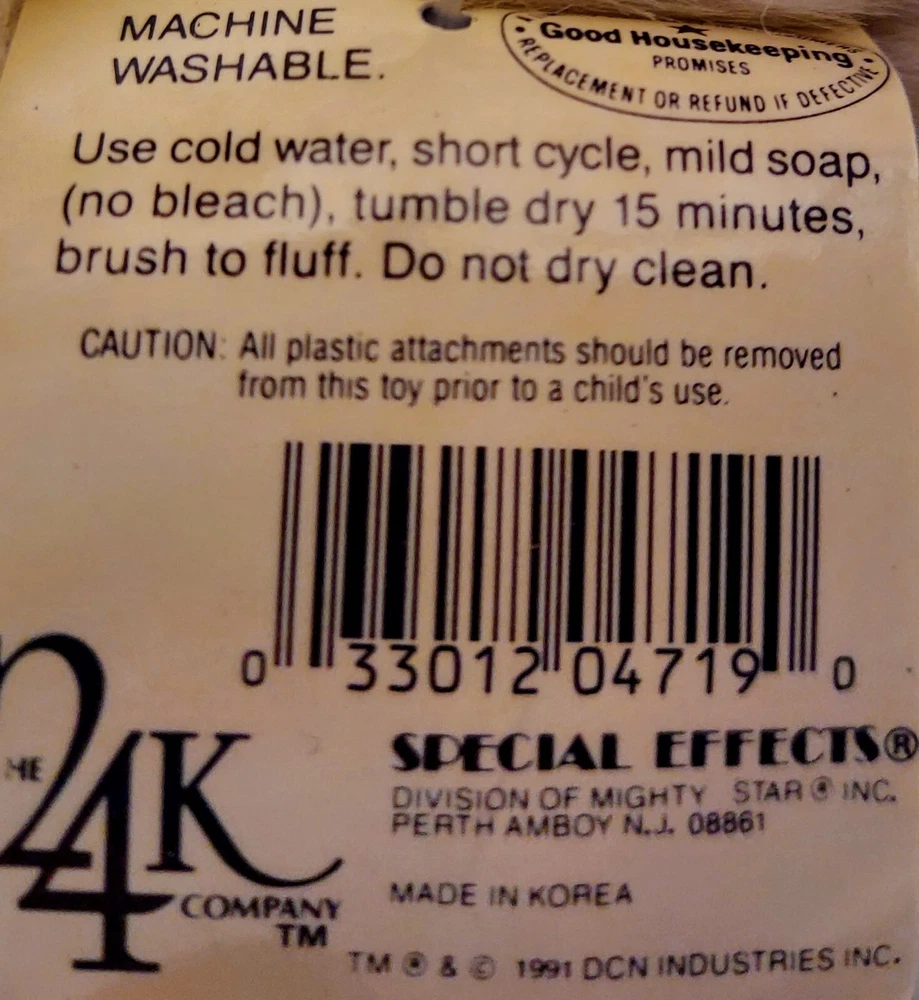 MACHINE
WASHABLE.
Good Housekeeping
PROMISES
REPLACEMENT OR REFUND IF DEFECTIVE
Use cold water, short cycle, mild soap,
(no bleach), tumble dry 15 minutes,
brush to fluff. Do not dry clean.
CAUTION: All plastic attachments should be removed
from this toy prior to a child's use.
0 33012 04719 0
THE
24K
COMPANY
TM
SPECIAL EFFECTS®
DIVISION OF MIGHTY STAR ® INC.
PERTH AMBOY N.J. 08861
MADE IN KOREA
TM ® & © 1991 DCN INDUSTRIES INC.